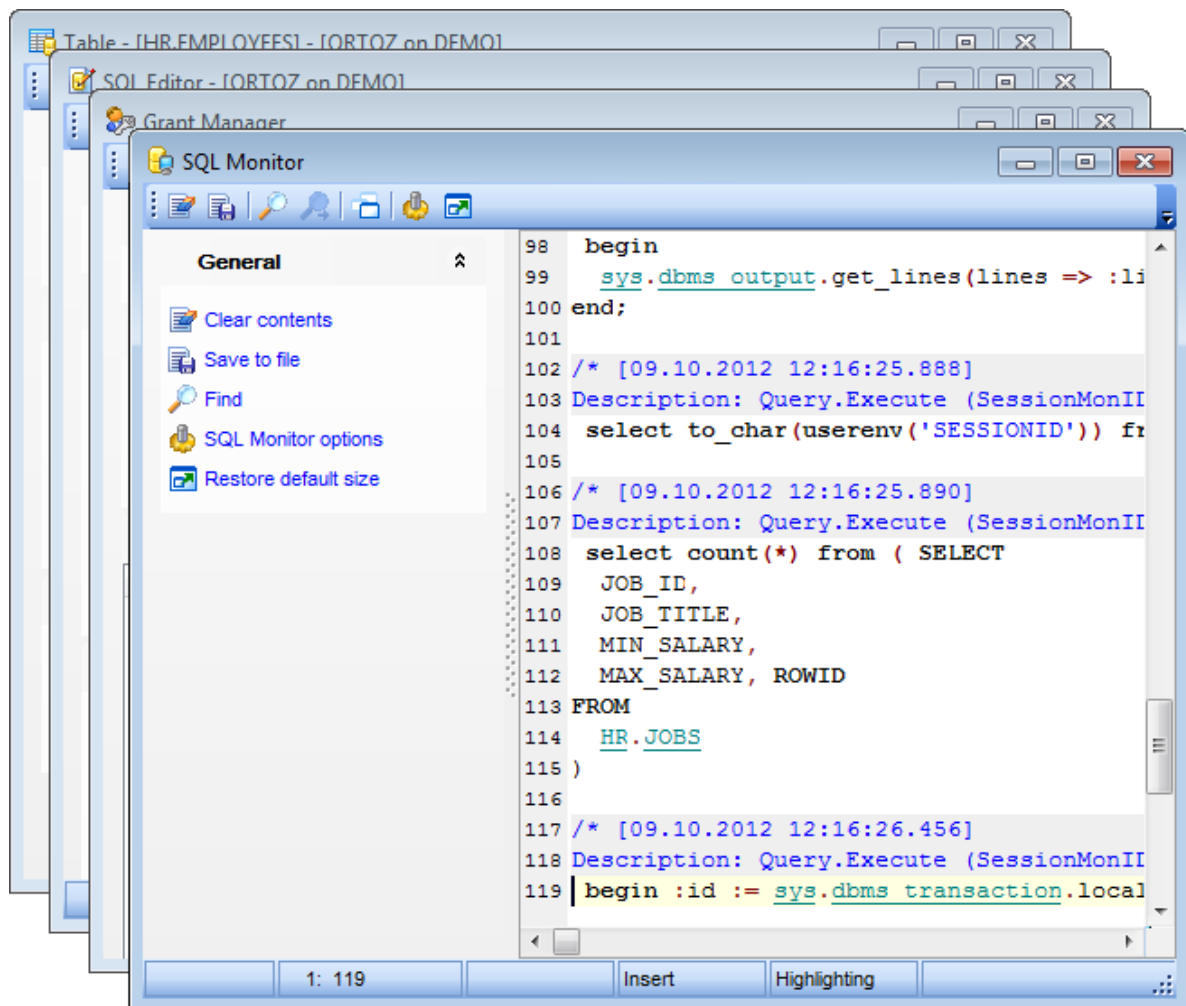 Table - [HR.EMPLOYEES] - [ORTOZ on DEMO]
SQL Editor - [ORTOZ on DEMO]
Grant Manager
SQL Monitor
General
Clear contents
Save to file
Find
SQL Monitor options
Restore default size
98 begin
99 sys.dbms_output.get_lines(lines => :li
100 end;
101
102 /* [09.10.2012 12:16:25.888]
103 Description: Query.Execute (SessionMonII
104 select to_char(userenv('SESSIONID')) fr
105
106 /* [09.10.2012 12:16:25.890]
107 Description: Query.Execute (SessionMonII
108 select count(*) from ( SELECT
109 JOB_ID,
110 JOB_TITLE,
111 MIN_SALARY,
112 MAX_SALARY, ROWID
113 FROM
114 HR.JOBS
115 )
116
117 /* [09.10.2012 12:16:26.456]
118 Description: Query.Execute (SessionMonII
119 begin :id := sys.dbms_transaction.local
1: 119 Insert Highlighting